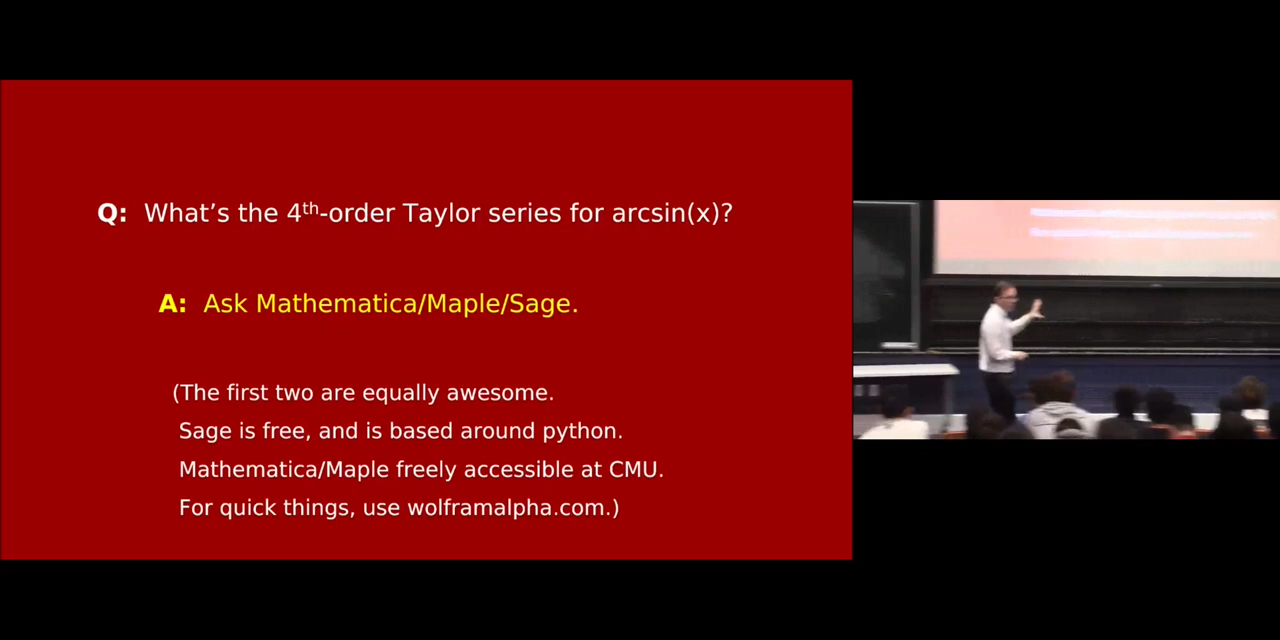 Q: What's the 4th-order Taylor series for arcsin(x)?
A: Ask Mathematica/Maple/Sage.
(The first two are equally awesome.
Sage is free, and is based around python.
Mathematica/Maple freely accessible at CMU.
For quick things, use wolframalpha.com.)